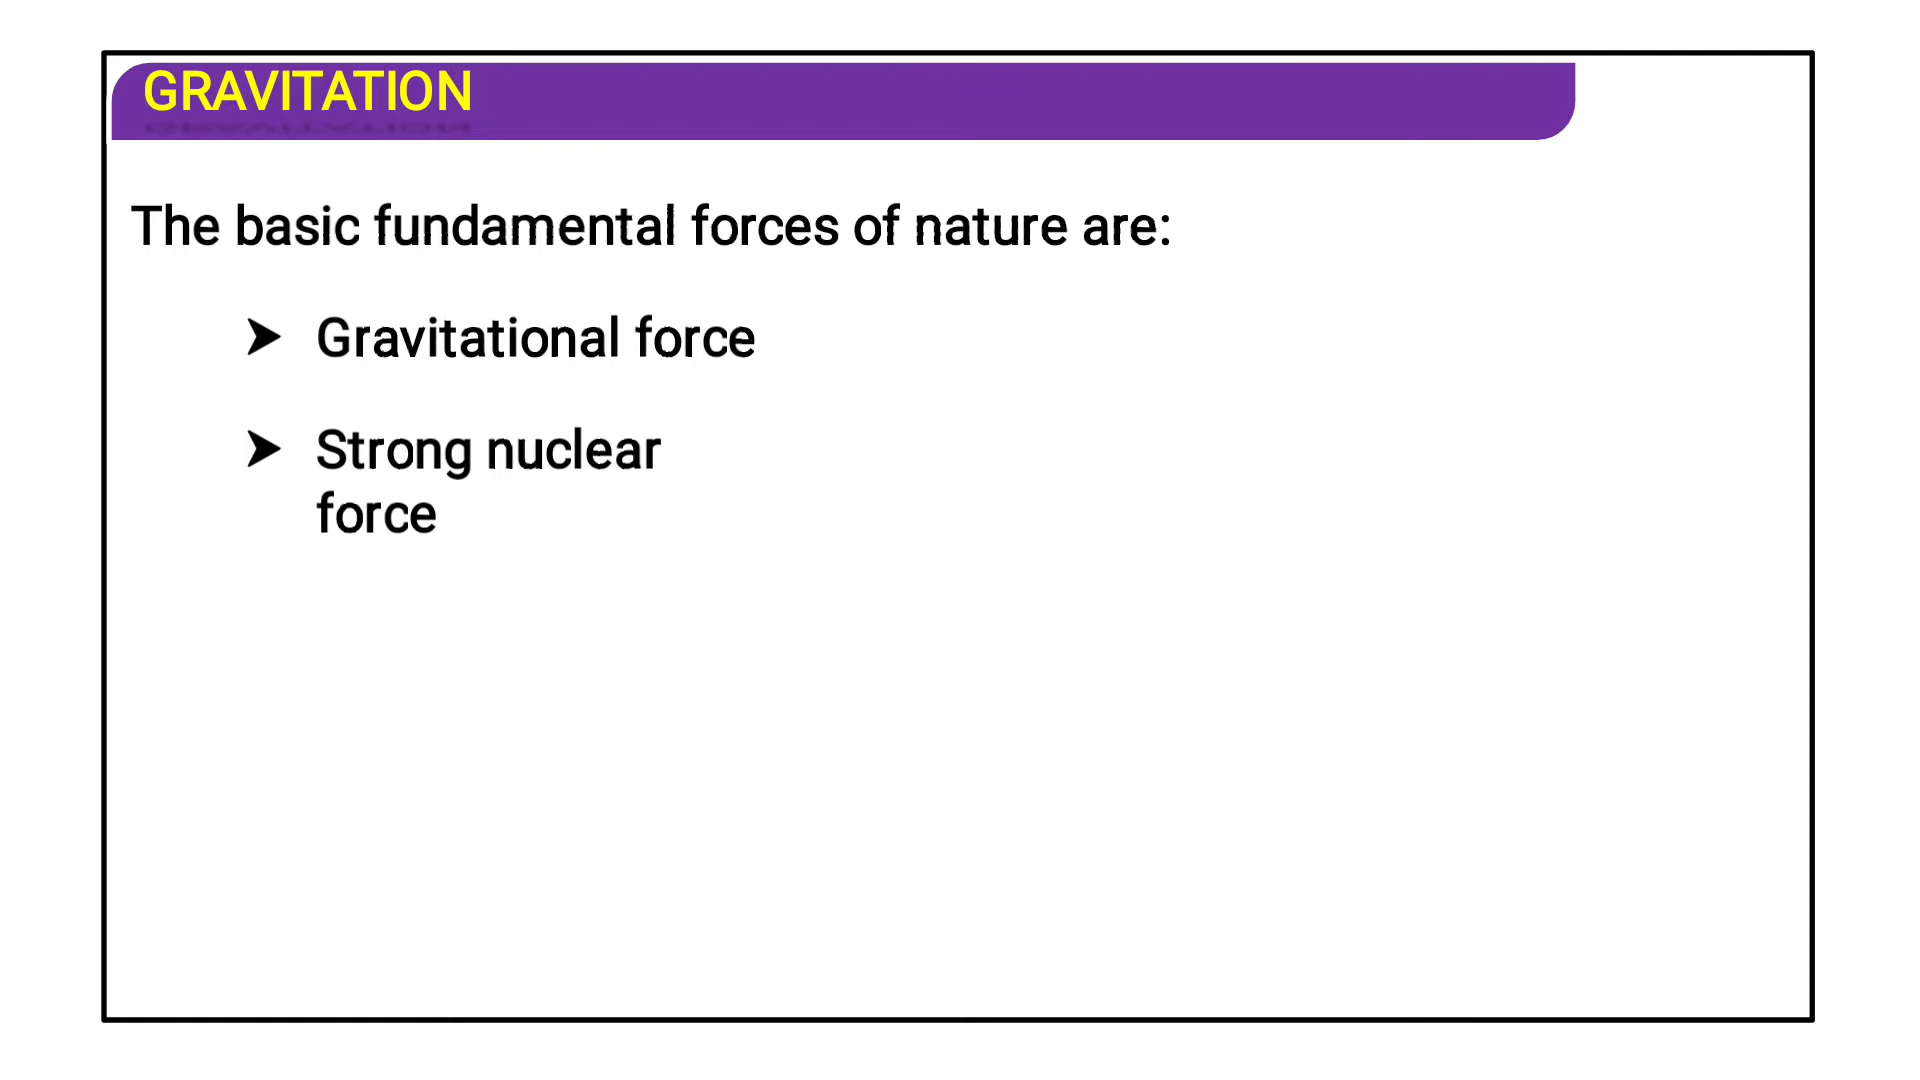 GRAVITATION
The basic fundamental forces of nature are:
➤ Gravitational force
➤ Strong nuclear
force